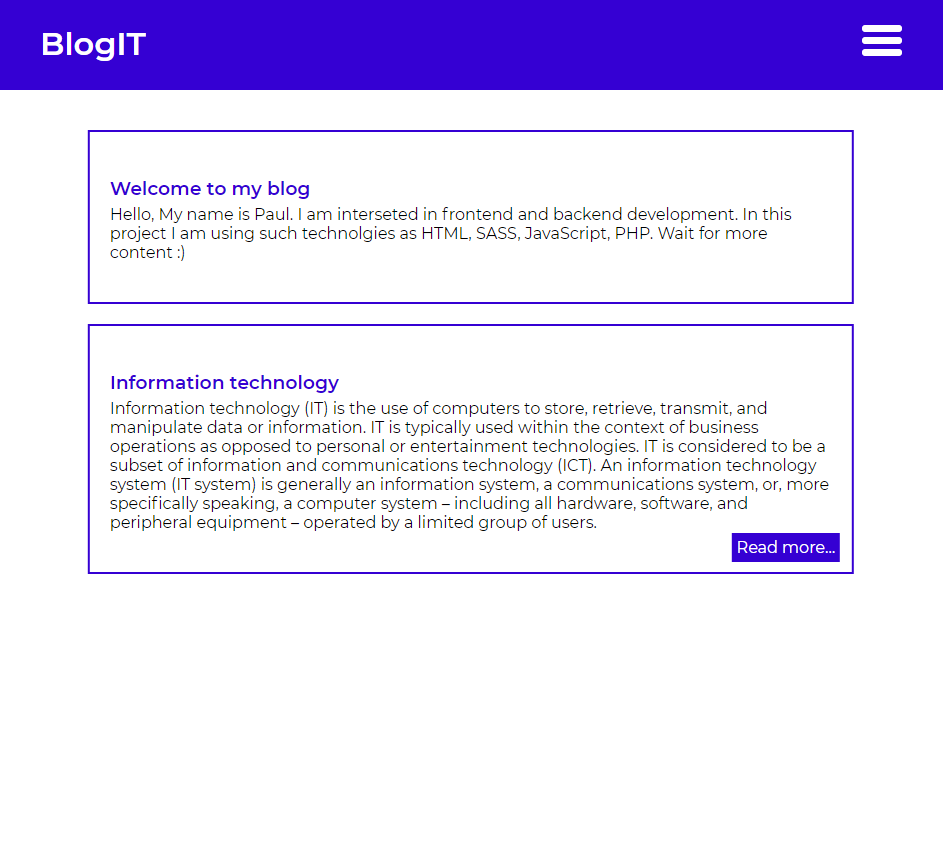 BlogIT
Welcome to my blog
Hello, My name is Paul. I am interseted in frontend and backend development. In this
project I am using such technolgies as HTML, SASS, JavaScript, PHP. Wait for more
content :)
Information technology
Information technology (IT) is the use of computers to store, retrieve, transmit, and
manipulate data or information. IT is typically used within the context of business
operations as opposed to personal or entertainment technologies. IT is considered to be a
subset of information and communications technology (ICT). An information technology
system (IT system) is generally an information system, a communications system, or, more
specifically speaking, a computer system – including all hardware, software, and
peripheral equipment – operated by a limited group of users.
Read more...